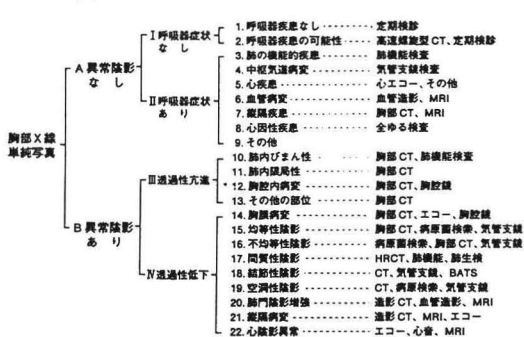 胸部X線
単純写真
A 異常陰影
な し
B 異常陰影
あ り
I 呼吸器症状
な し
II 呼吸器症状
あ り
III 透過性亢進
IV 透過性低下
1. 呼吸器疾患なし 定期検診
2. 呼吸器疾患の可能性 高速螺旋型CT、定期検診
3. 肺の機能的疾患 肺機能検査
4. 中枢気道病変 気管支鏡検査
5. 心疾患 心エコー、その他
6. 血管病変 血管造影、MRI
7. 縦隔疾患 胸部CT、MRI
8. 心因性疾患 全ゆる検査
9. その他
10. 肺内びまん性 胸部CT、肺機能検査
11. 肺内限局性 胸部CT
12. 胸腔内病変 胸部CT、胸腔鏡
13. その他の部位 胸部CT
14. 胸膜病変 胸部CT、エコー、胸腔鏡
15. 均等性陰影 胸部CT、病原菌検索、気管支鏡
16. 不均等性陰影 病原菌検索、胸部CT、気管支鏡
17. 間質性陰影 HRCT、肺機能、肺生検
18. 結節性陰影 CT、気管支鏡、BATS
19. 空洞性陰影 CT、病原検索、気管支鏡
20. 肺門陰影増強 造影CT、血管造影、MRI
21. 縦隔病変 造影CT、MRI、エコー
22. 心陰影異常 エコー、心音、MRI